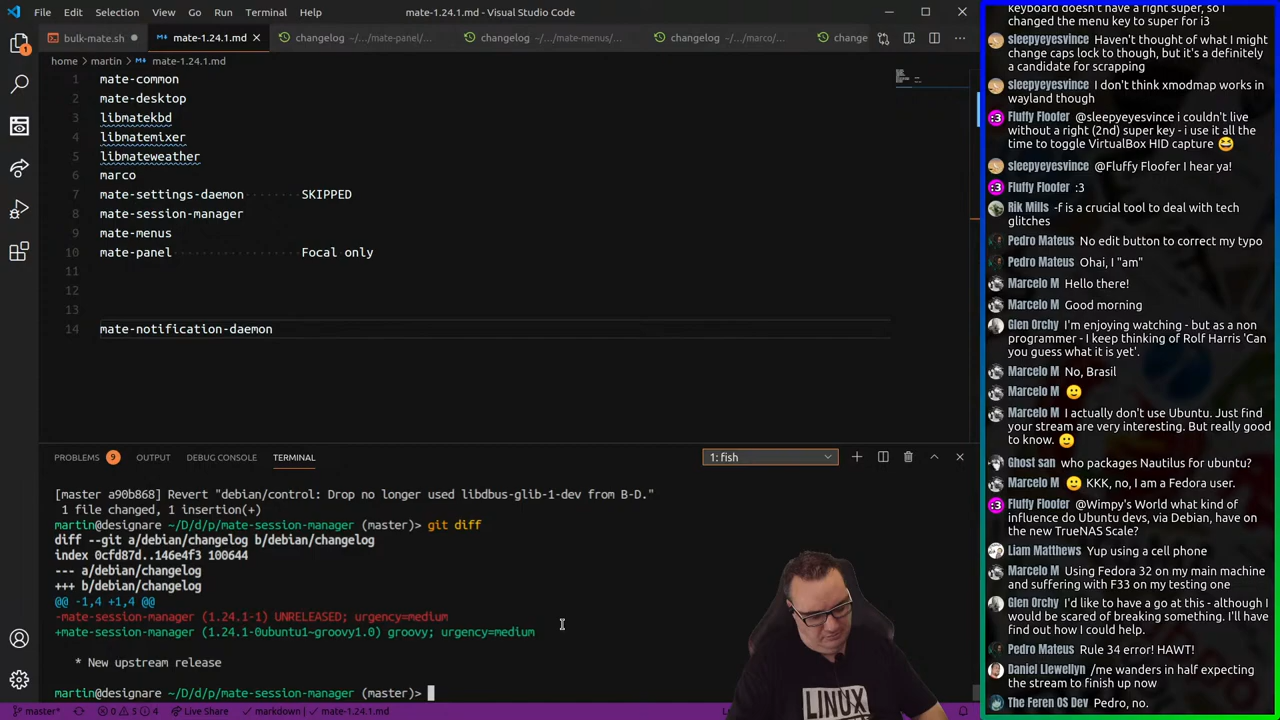 File Edit Selection View Go Run Terminal Help mate-1.24.1.md - Visual Studio Code
bulk-mate.sh mate-1.24.1.md changelog .../mate-panel/... changelog .../mate-menus/... changelog .../marco/... change
home > martin > mate-1.24.1.md
1 mate-common
2 mate-desktop
3 libmatekbd
4 libmatemixer
5 libmateweather
6 marco
7 mate-settings-daemon SKIPPED
8 mate-session-manager
9 mate-menus
10 mate-panel Focal only
11
12
13
14 mate-notification-daemon
PROBLEMS 9 OUTPUT DEBUG CONSOLE TERMINAL 1: fish
[master a90b868] Revert "debian/control: Drop no longer used libdbus-glib-1-dev from B-D."
1 file changed, 1 insertion(+)
martin@designare ~/D/d/p/mate-session-manager (master)> git diff
diff --git a/debian/changelog b/debian/changelog
index 0cfd87d..146e4f3 100644
--- a/debian/changelog
+++ b/debian/changelog
@@ -1,4 +1,4 @@
-mate-session-manager (1.24.1-1) UNRELEASED; urgency=medium
+mate-session-manager (1.24.1-0ubuntu1~groovy1.0) groovy; urgency=medium
* New upstream release
martin@designare ~/D/d/p/mate-session-manager (master)>
master* 0 5 4 Live Share markdown mate-1.24.1.md
LINUX
keyboard doesn't have a right super, so I
changed the menu key to super for i3
sleepyeyesvince Haven't thought of what I might
change caps lock to though, but it's a definitely
a candidate for scrapping
sleepyeyesvince I don't think xmodmap works in
wayland though
Fluffy Floofer @sleepyeyesvince i couldn't live
without a right (2nd) super key - i use it all the
time to toggle VirtualBox HID capture 😅
sleepyeyesvince @Fluffy Floofer I hear ya!
Fluffy Floofer :3
Rik Mills -f is a crucial tool to deal with tech
glitches
Pedro Mateus No edit button to correct my typo
Pedro Mateus Ohai, I "am"
Marcelo M Hello there!
Marcelo M Good morning
Glen Orchy I'm enjoying watching - but as a non
programmer - I keep thinking of Rolf Harris 'Can
you guess what it is yet'.
Marcelo M No, Brasil
Marcelo M 🙂
Marcelo M I actually don't use Ubuntu. Just find
your stream are very interesting. But really good
to know. 🙂
Ghost san who packages Nautilus for ubuntu?
Marcelo M 🙂 KKK, no, I am a Fedora user.
Fluffy Floofer @Wimpy's World what kind of
influence do Ubuntu devs, via Debian, have on
the new TrueNAS Scale?
Liam Matthews Yup using a cell phone
Marcelo M Using Fedora 32 on my main machine
and suffering with F33 on my testing one
Glen Orchy I'd like to have a go at this - although I
would be scared of breaking something. I'll have
find out how I could help.
Pedro Mateus Rule 34 error! HAWT!
Daniel Llewellyn /me wanders in half expecting
the stream to finish up now
The Feren OS Dev Pedro, no.